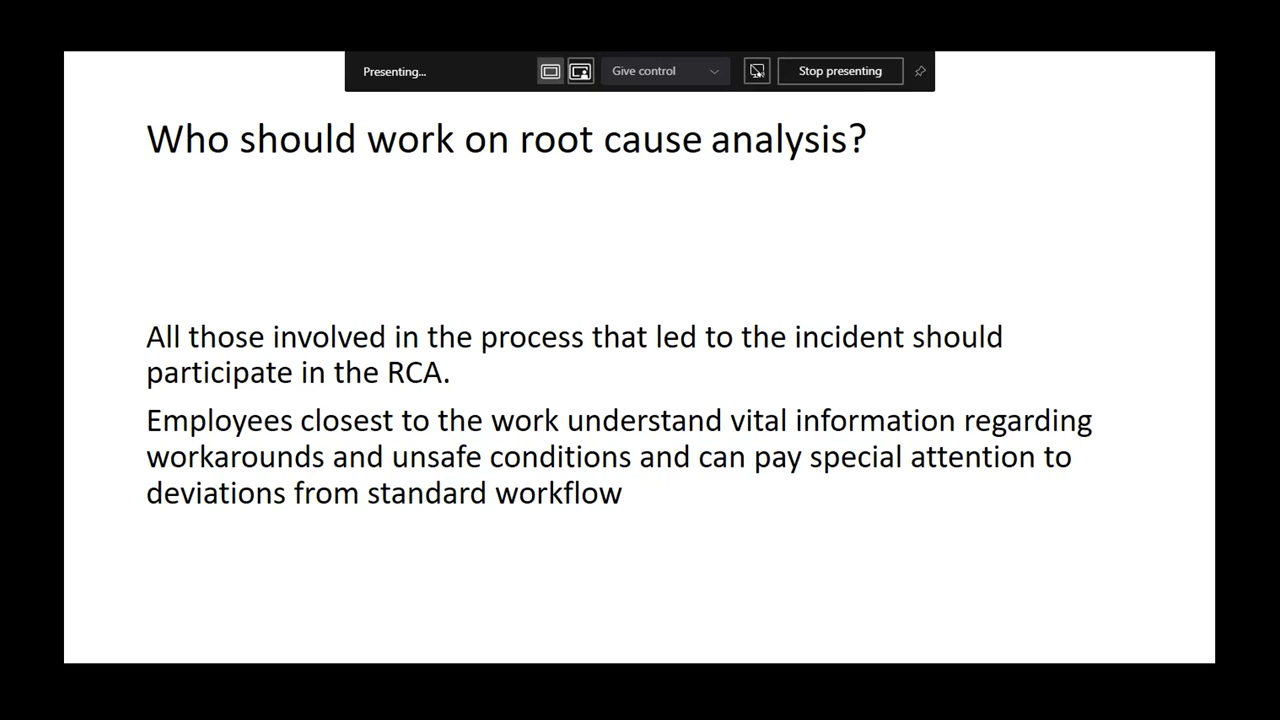 Presenting...
Give control
Stop presenting
Who should work on root cause analysis?
All those involved in the process that led to the incident should
participate in the RCA.
Employees closest to the work understand vital information regarding
workarounds and unsafe conditions and can pay special attention to
deviations from standard workflow